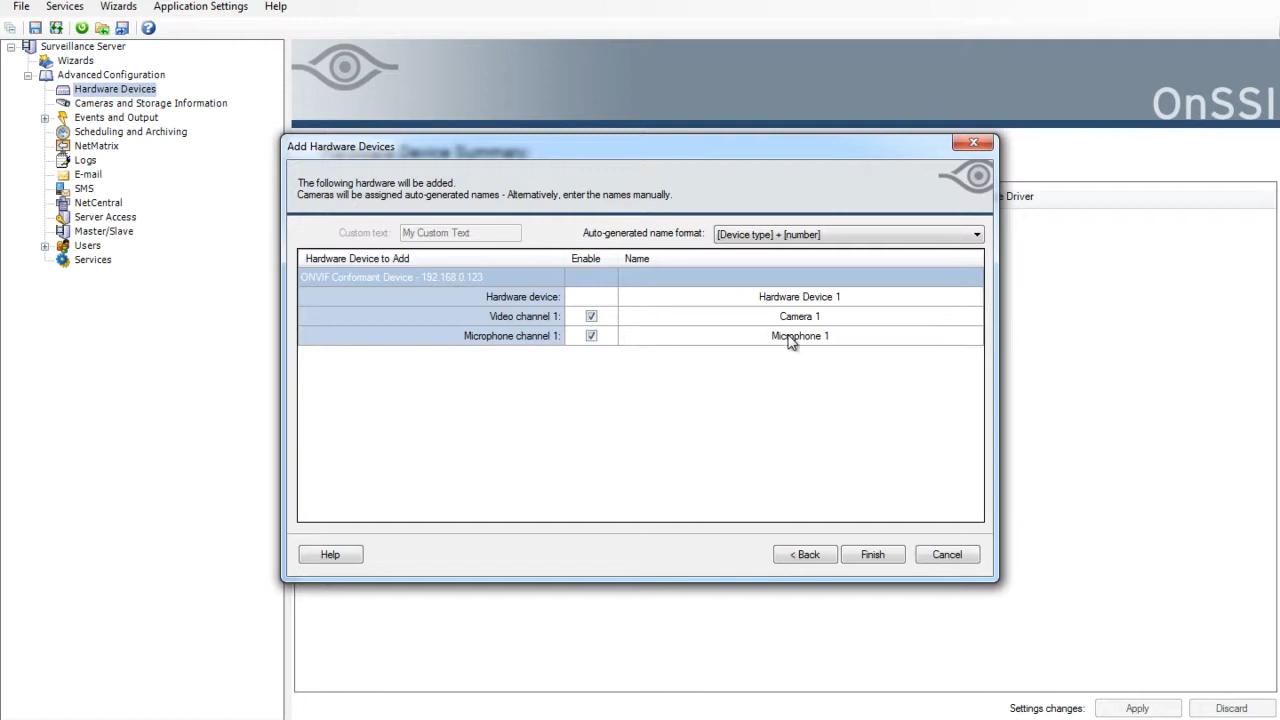 File Services Wizards Application Settings Help
Surveillance Server
Wizards
Advanced Configuration
Hardware Devices
Cameras and Storage Information
Events and Output
Scheduling and Archiving
NetMatrix
Logs
E-mail
SMS
NetCentral
Server Access
Master/Slave
Users
Services
OnSSI
Hardware Device Summary
Driver
Add Hardware Devices
The following hardware will be added.
Cameras will be assigned auto-generated names - Alternatively, enter the names manually.
Custom text: My Custom Text Auto-generated name format: [Device type] + [number]
Hardware Device to Add Enable Name
ONVIF Conformant Device - 192.168.0.123
Hardware device: Hardware Device 1
Video channel 1: Camera 1
Microphone channel 1: Microphone 1
Help < Back Finish Cancel
Settings changes: Apply Discard